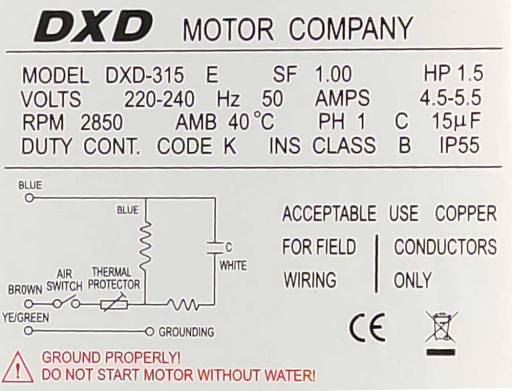 DXD MOTOR COMPANY
MODEL DXD-315 E SF 1.00 HP 1.5
VOLTS 220-240 Hz 50 AMPS 4.5-5.5
RPM 2850 AMB 40°C PH 1 C 15µF
DUTY CONT. CODE K INS CLASS B IP55
BLUE
BLUE
C
WHITE
AIR SWITCH
THERMAL PROTECTOR
BROWN
YE/GREEN
GROUNDING
ACCEPTABLE USE COPPER
FOR FIELD CONDUCTORS
WIRING ONLY
CE
GROUND PROPERLY!
DO NOT START MOTOR WITHOUT WATER!